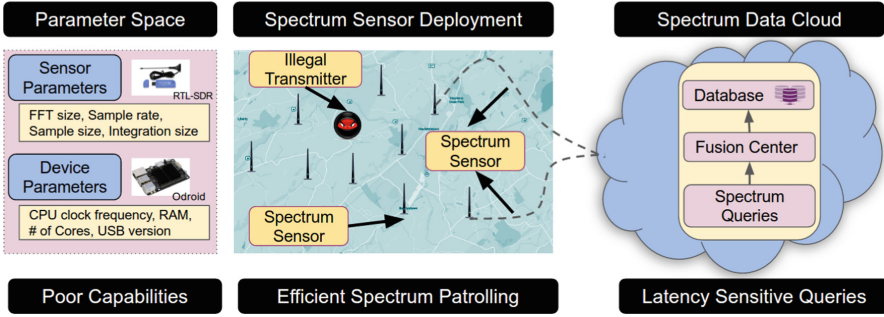 Parameter Space
Spectrum Sensor Deployment
Spectrum Data Cloud
Sensor
Parameters
RTL-SDR
FFT size, Sample rate,
Sample size, Integration size
Device
Parameters
Odroid
CPU clock frequency, RAM,
# of Cores, USB version
Illegal
Transmitter
Spectrum
Sensor
Spectrum
Sensor
Database
Fusion Center
Spectrum
Queries
Poor Capabilities
Efficient Spectrum Patrolling
Latency Sensitive Queries